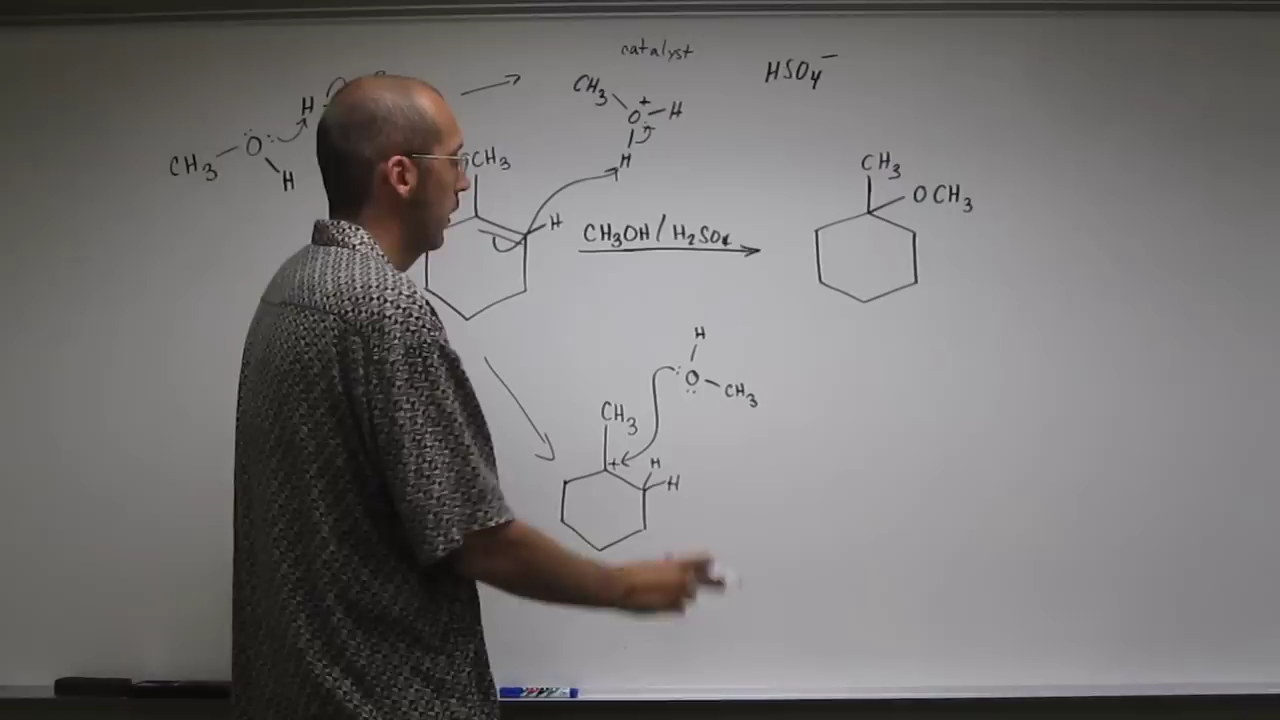 catalyst
HSO4−
CH3 O + H
H
H
CH3 O H
CH3
H
CH3OH / H2SO4
CH3
OCH3
H
O CH3
CH3
+
H
H